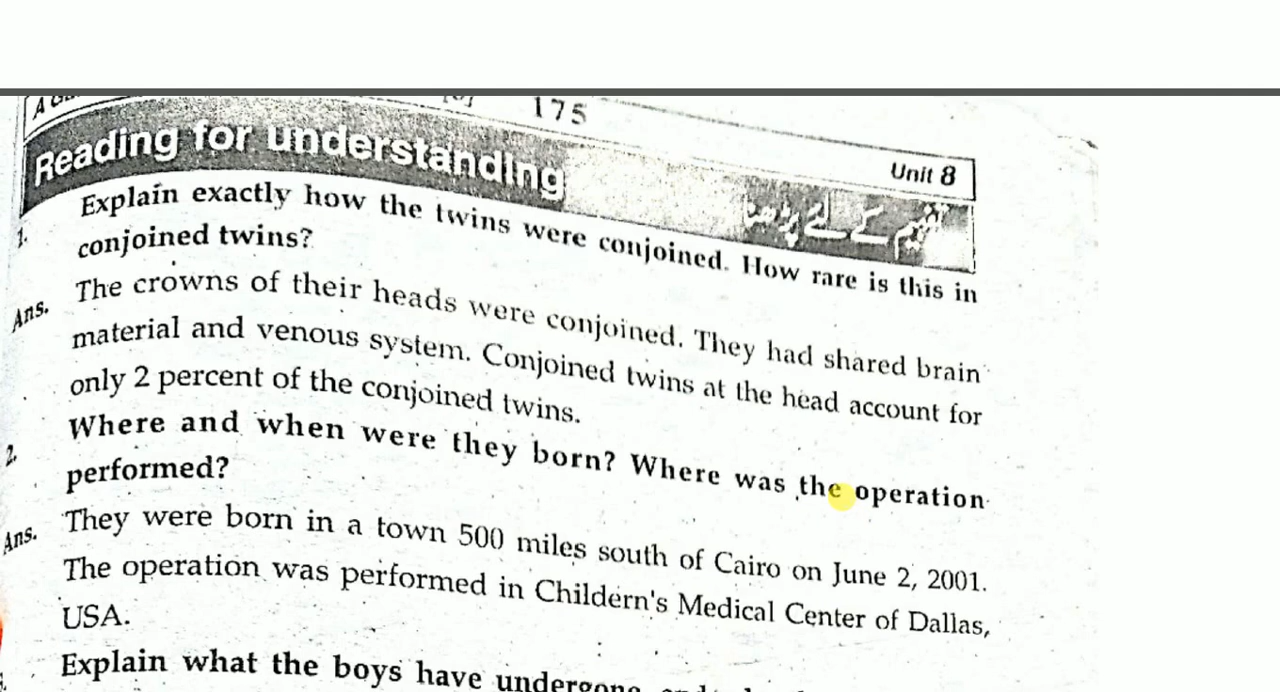 175
Unit 8
Reading for understanding
تفہیم کے لئے پڑھنا
1. Explain exactly how the twins were conjoined. How rare is this in
conjoined twins?
Ans. The crowns of their heads were conjoined. They had shared brain
material and venous system. Conjoined twins at the head account for
only 2 percent of the conjoined twins.
2. Where and when were they born? Where was the operation
performed?
Ans. They were born in a town 500 miles south of Cairo on June 2, 2001.
The operation was performed in Childern's Medical Center of Dallas,
USA.
Explain what the boys have undergone